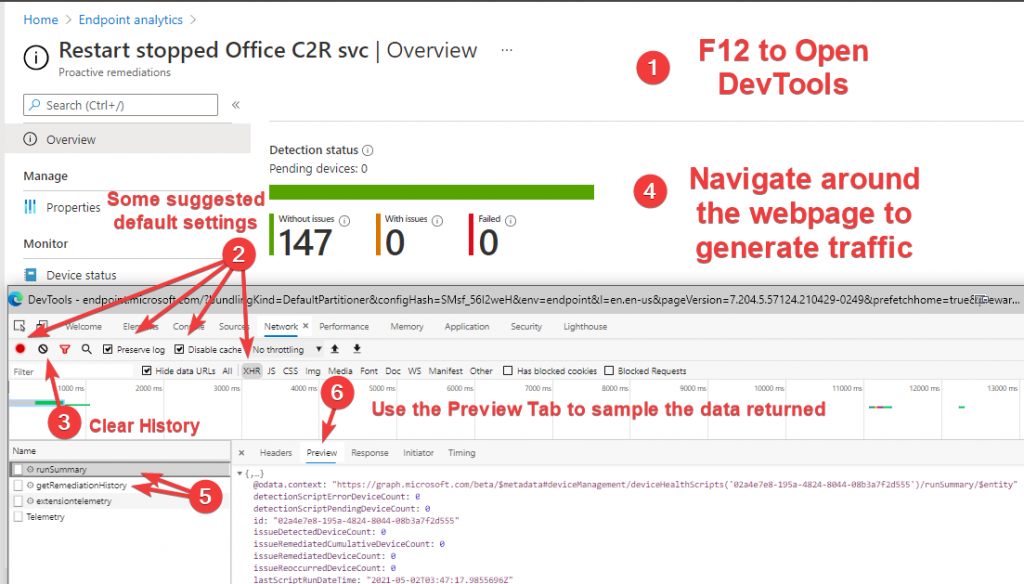 Home > Endpoint analytics >
Restart stopped Office C2R svc | Overview ...
Proactive remediations
1
F12 to Open
DevTools
Search (Ctrl+/) «
Overview
Manage
Properties
Monitor
Device status
Detection status
Pending devices: 0
Without issues
147
With issues
0
Failed
0
4
Navigate around
the webpage to
generate traffic
Some suggested
default settings
2
DevTools - endpoint.microsoft.com/?bundlingKind=DefaultPartitioner&configHash=SMsf_56I2weH&env=endpoint&l=en.en-us&pageVersion=7.204.5.57124.210429-0249&prefetchhome=true
Welcome Network × Performance Memory Application Security Lighthouse
Preserve log Disable cache No throttling
Filter Hide data URLs All XHR JS CSS Img Media Font Doc WS Manifest Other Has blocked cookies Blocked Requests
1000 ms 2000 ms 3000 ms 4000 ms 5000 ms 6000 ms 7000 ms 8000 ms 9000 ms 10000 ms 11000 ms 12000 ms 13000 ms
3
Clear History
6
Use the Preview Tab to sample the data returned
Name
runSummary
getRemediationHistory
extensiontelemetry
Telemetry
5
× Headers Preview Response Initiator Timing
{,…}
@odata.context: "https://graph.microsoft.com/beta/$metadata#deviceManagement/deviceHealthScripts('02a4e7e8-195a-4824-8044-08b3a7f2d555')/runSummary/$entity"
detectionScriptErrorDeviceCount: 0
detectionScriptPendingDeviceCount: 0
id: "02a4e7e8-195a-4824-8044-08b3a7f2d555"
issueDetectedDeviceCount: 0
issueRemediatedCumulativeDeviceCount: 0
issueRemediatedDeviceCount: 0
issueReoccurredDeviceCount: 0
lastScriptRunDateTime: "2021-05-02T03:47:17.9855696Z"